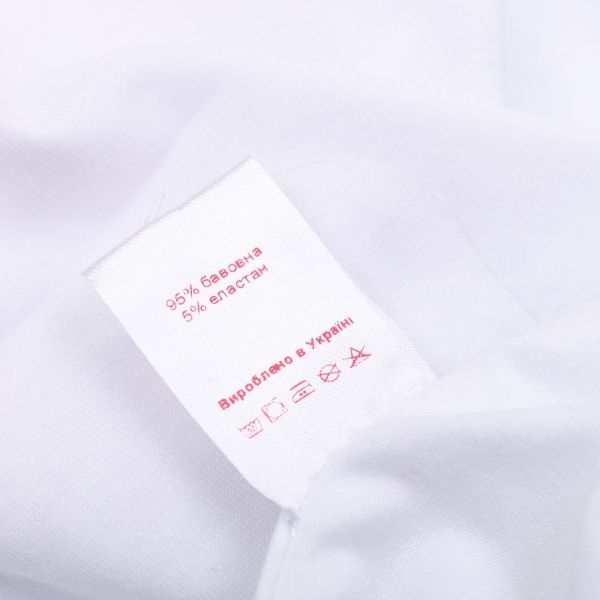 95% бавовна
5% еластан
Вироблено в Україні